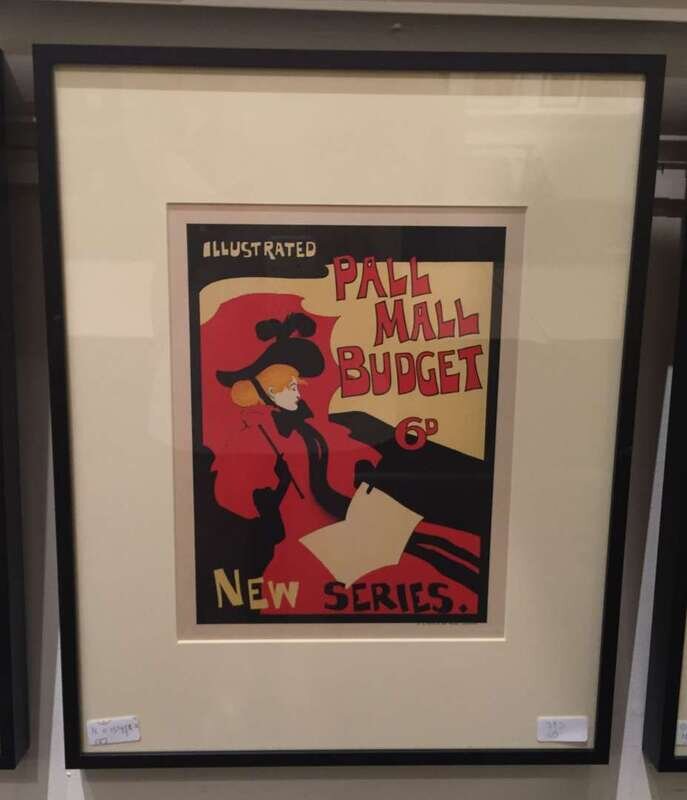 ILLUSTRATED
PALL
MALL
BUDGET
6D
NEW SERIES.